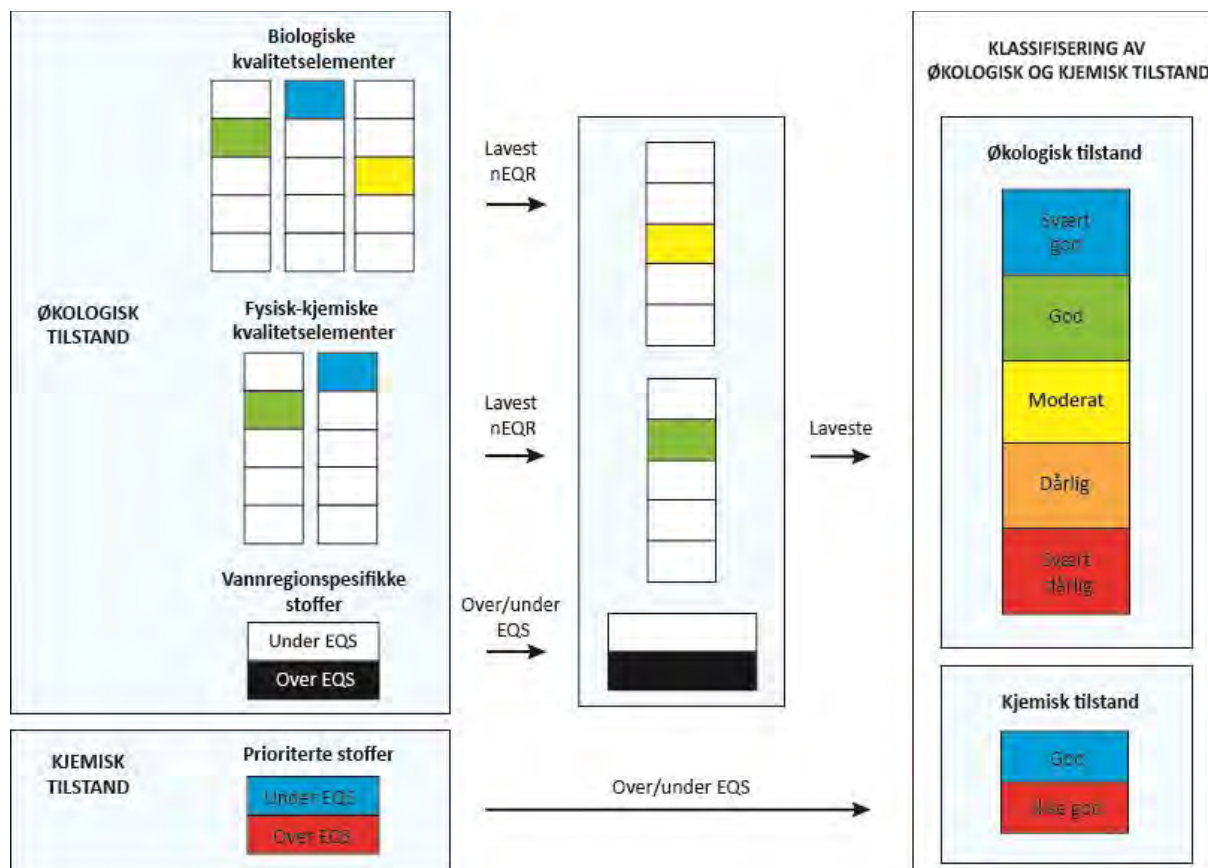 Biologiske
kvalitetselementer
ØKOLOGISK
TILSTAND
Fysisk-kjemiske
kvalitetselementer
Vannregionspesifikke
stoffer
Under EQS
Over EQS
KJEMISK
TILSTAND
Prioriterte stoffer
Under EQS
Over EQS
Lavest
nEQR
Lavest
nEQR
Over/under
EQS
Laveste
Over/under EQS
KLASSIFISERING AV
ØKOLOGISK OG KJEMISK TILSTAND
Økologisk tilstand
Svært
god
God
Moderat
Dårlig
Svært
dårlig
Kjemisk tilstand
God
Ikke god